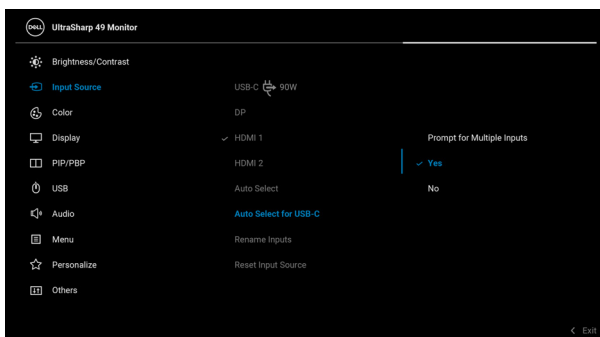 DELL UltraSharp 49 Monitor
Brightness/Contrast
Input Source
Color
Display
PIP/PBP
USB
Audio
Menu
Personalize
Others
USB-C 90W
DP
HDMI 1
HDMI 2
Auto Select
Auto Select for USB-C
Rename Inputs
Reset Input Source
Prompt for Multiple Inputs
Yes
No
Exit